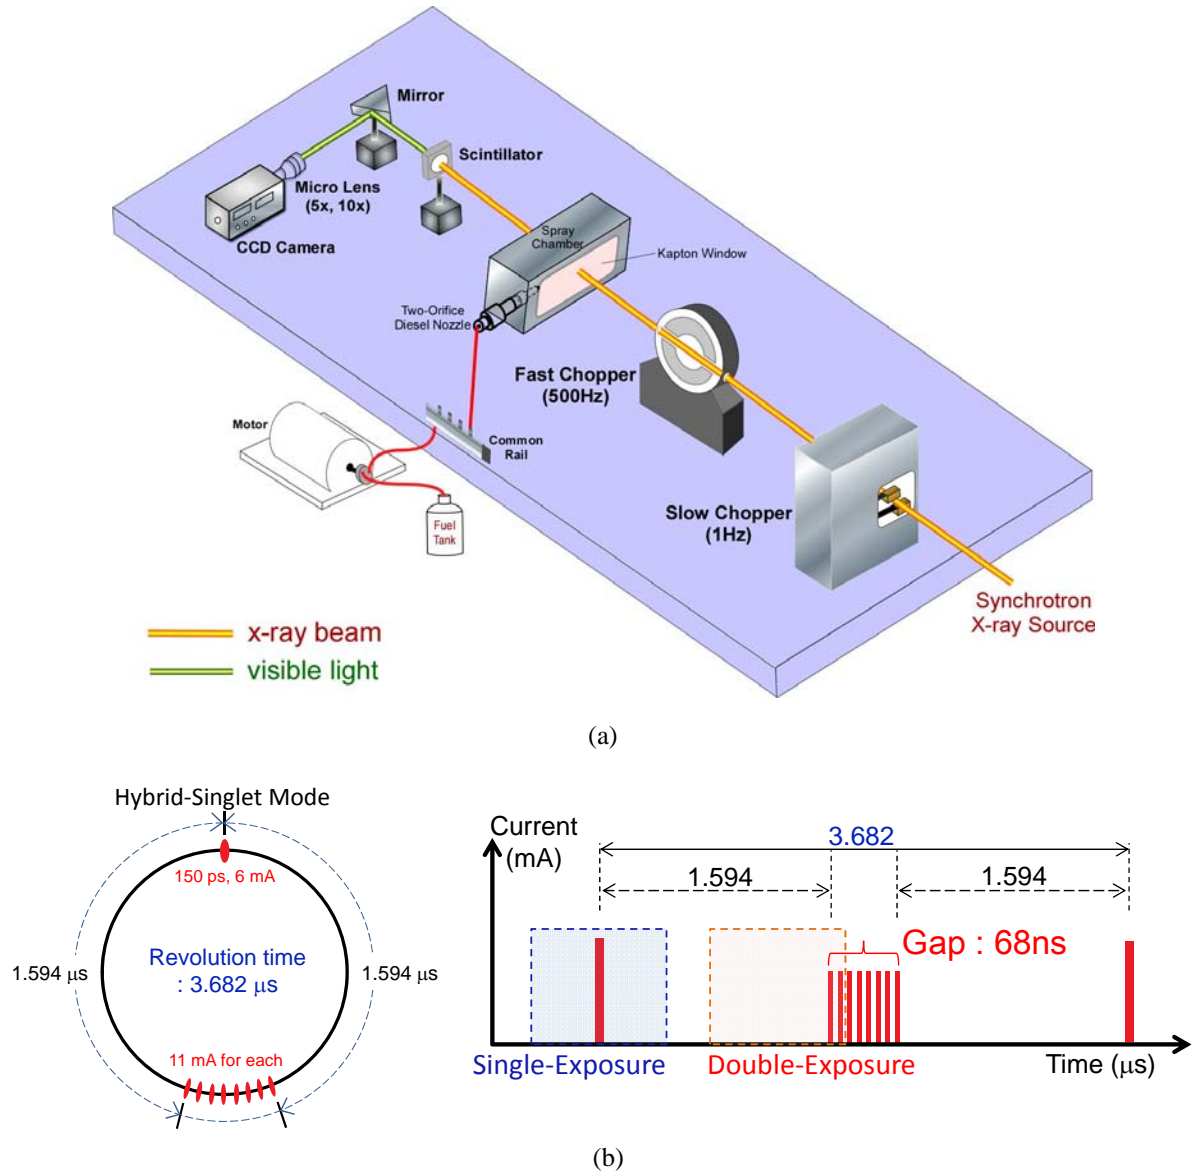 Mirror
Scintillator
Micro Lens
(5x, 10x)
CCD Camera
Spray
Chamber
Kapton Window
Two-Orifice
Diesel Nozzle
Fast Chopper
(500Hz)
Motor
Common
Rail
Fuel
Tank
Slow Chopper
(1Hz)
Synchrotron
X-ray Source
x-ray beam
visible light
(a)
Hybrid-Singlet Mode
150 ps, 6 mA
1.594 μs
Revolution time
: 3.682 μs
1.594 μs
11 mA for each
Current
(mA)
3.682
1.594
1.594
Gap : 68ns
Single-Exposure
Double-Exposure
Time (μs)
(b)